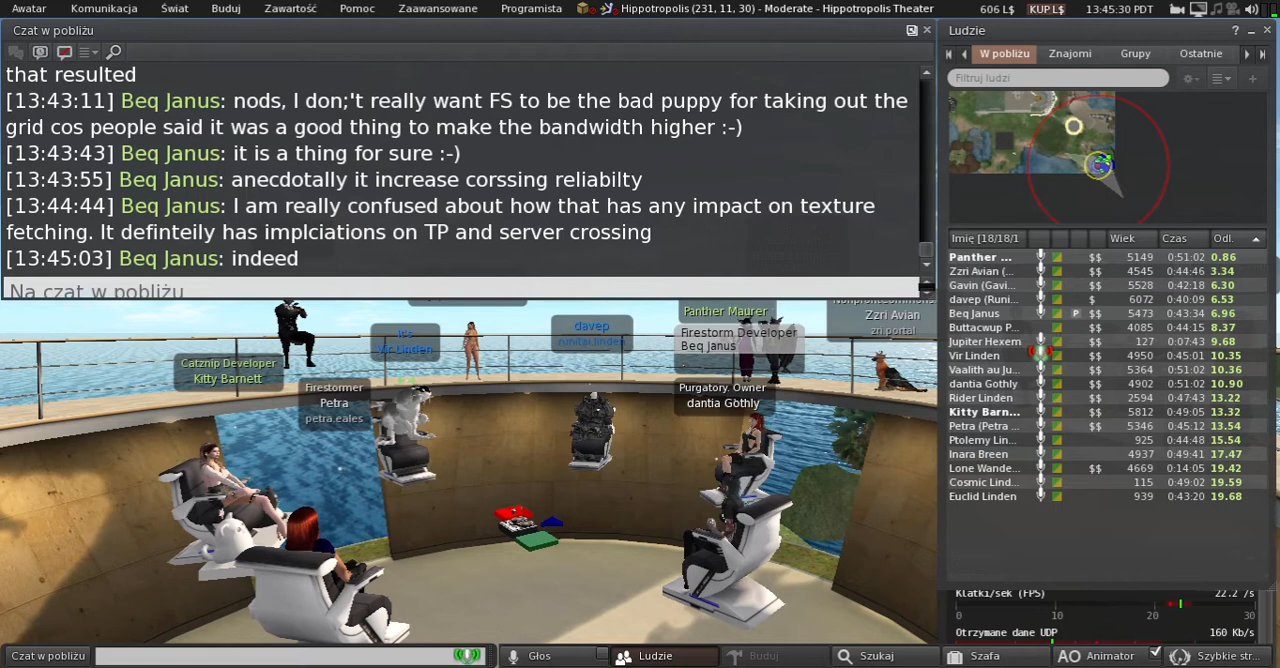 Awatar Komunikacja Świat Buduj Zawartość Pomoc Zaawansowane Programista Hippotropolis (231, 11, 30) - Moderate - Hippotropolis Theater 606 L$ KUP L$ 13:45:30 PDT
Czat w pobliżu
that resulted
[13:43:11] Beq Janus: nods, I don;'t really want FS to be the bad puppy for taking out the
grid cos people said it was a good thing to make the bandwidth higher :-)
[13:43:43] Beq Janus: it is a thing for sure :-)
[13:43:55] Beq Janus: anecdotally it increase corssing reliabilty
[13:44:44] Beq Janus: I am really confused about how that has any impact on texture
fetching. It definteily has implciations on TP and server crossing
[13:45:03] Beq Janus: indeed
Na czat w pobliżu
Ludzie
? _ ×
W pobliżu Znajomi Grupy Ostatnie
Filtruj ludzi
Imię [18/18/1 Wiek Czas Odl.
Panther ... $$ 5149 0:51:02 0.86
Zzri Avian (... $$ 4545 0:44:46 3.34
Gavin (Gavi... $$ 5528 0:42:18 6.30
davep (Runi... $ 6072 0:40:09 6.53
Beq Janus P $$ 5473 0:43:34 6.96
Buttacwup P... $$ 4085 0:44:15 8.37
Jupiter Hexem 127 0:07:43 9.68
Vir Linden $$ 4950 0:45:01 10.35
Vaalith au Ju... $$ 5364 0:51:02 10.36
dantia Gothly $$ 4902 0:51:02 10.90
Rider Linden 2594 0:47:43 13.22
Kitty Barn... $$ 5812 0:49:05 13.32
Petra (Petra ... $$ 5346 0:45:12 13.54
Ptolemy Lin... 925 0:44:48 15.54
Inara Breen 4937 0:49:41 17.47
Lone Wande... $$ 4669 0:14:05 19.42
Cosmic Lind... 115 0:49:02 19.59
Euclid Linden 939 0:43:20 19.68
Klatki/sek (FPS) 22.2 /s
0 10 20 30
Otrzymane dane UDP 160 Kb/s
Catznip Developer
Kitty Barnett
Firestormer
Petra
petra eales
It's
Vir Linden
davep
runitai linden
Panther Maurer
Firestorm Developer
Beq Janus
Purgatory. Owner
dantia Gothly
Zzri Avian
zn portal
Czat w pobliżu Głos Ludzie Buduj Szukaj Szafa AO Animator Szybkie str...